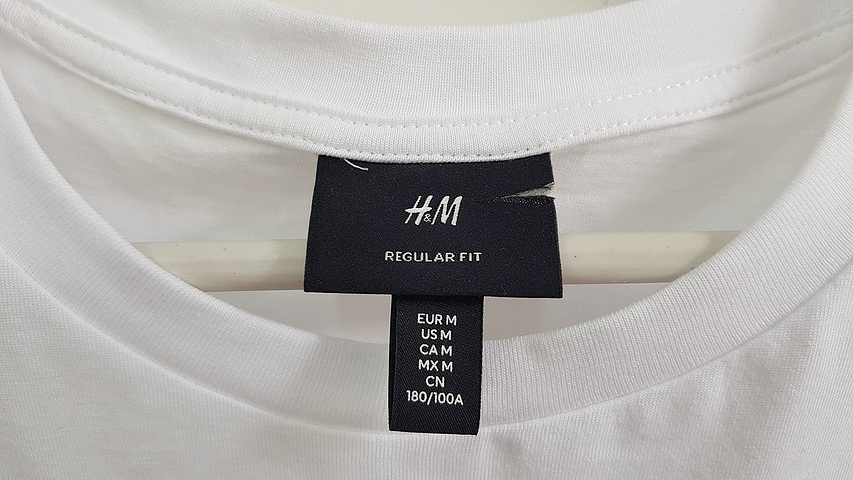 H&M
REGULAR FIT
EUR M
US M
CA M
MX M
CN
180/100A